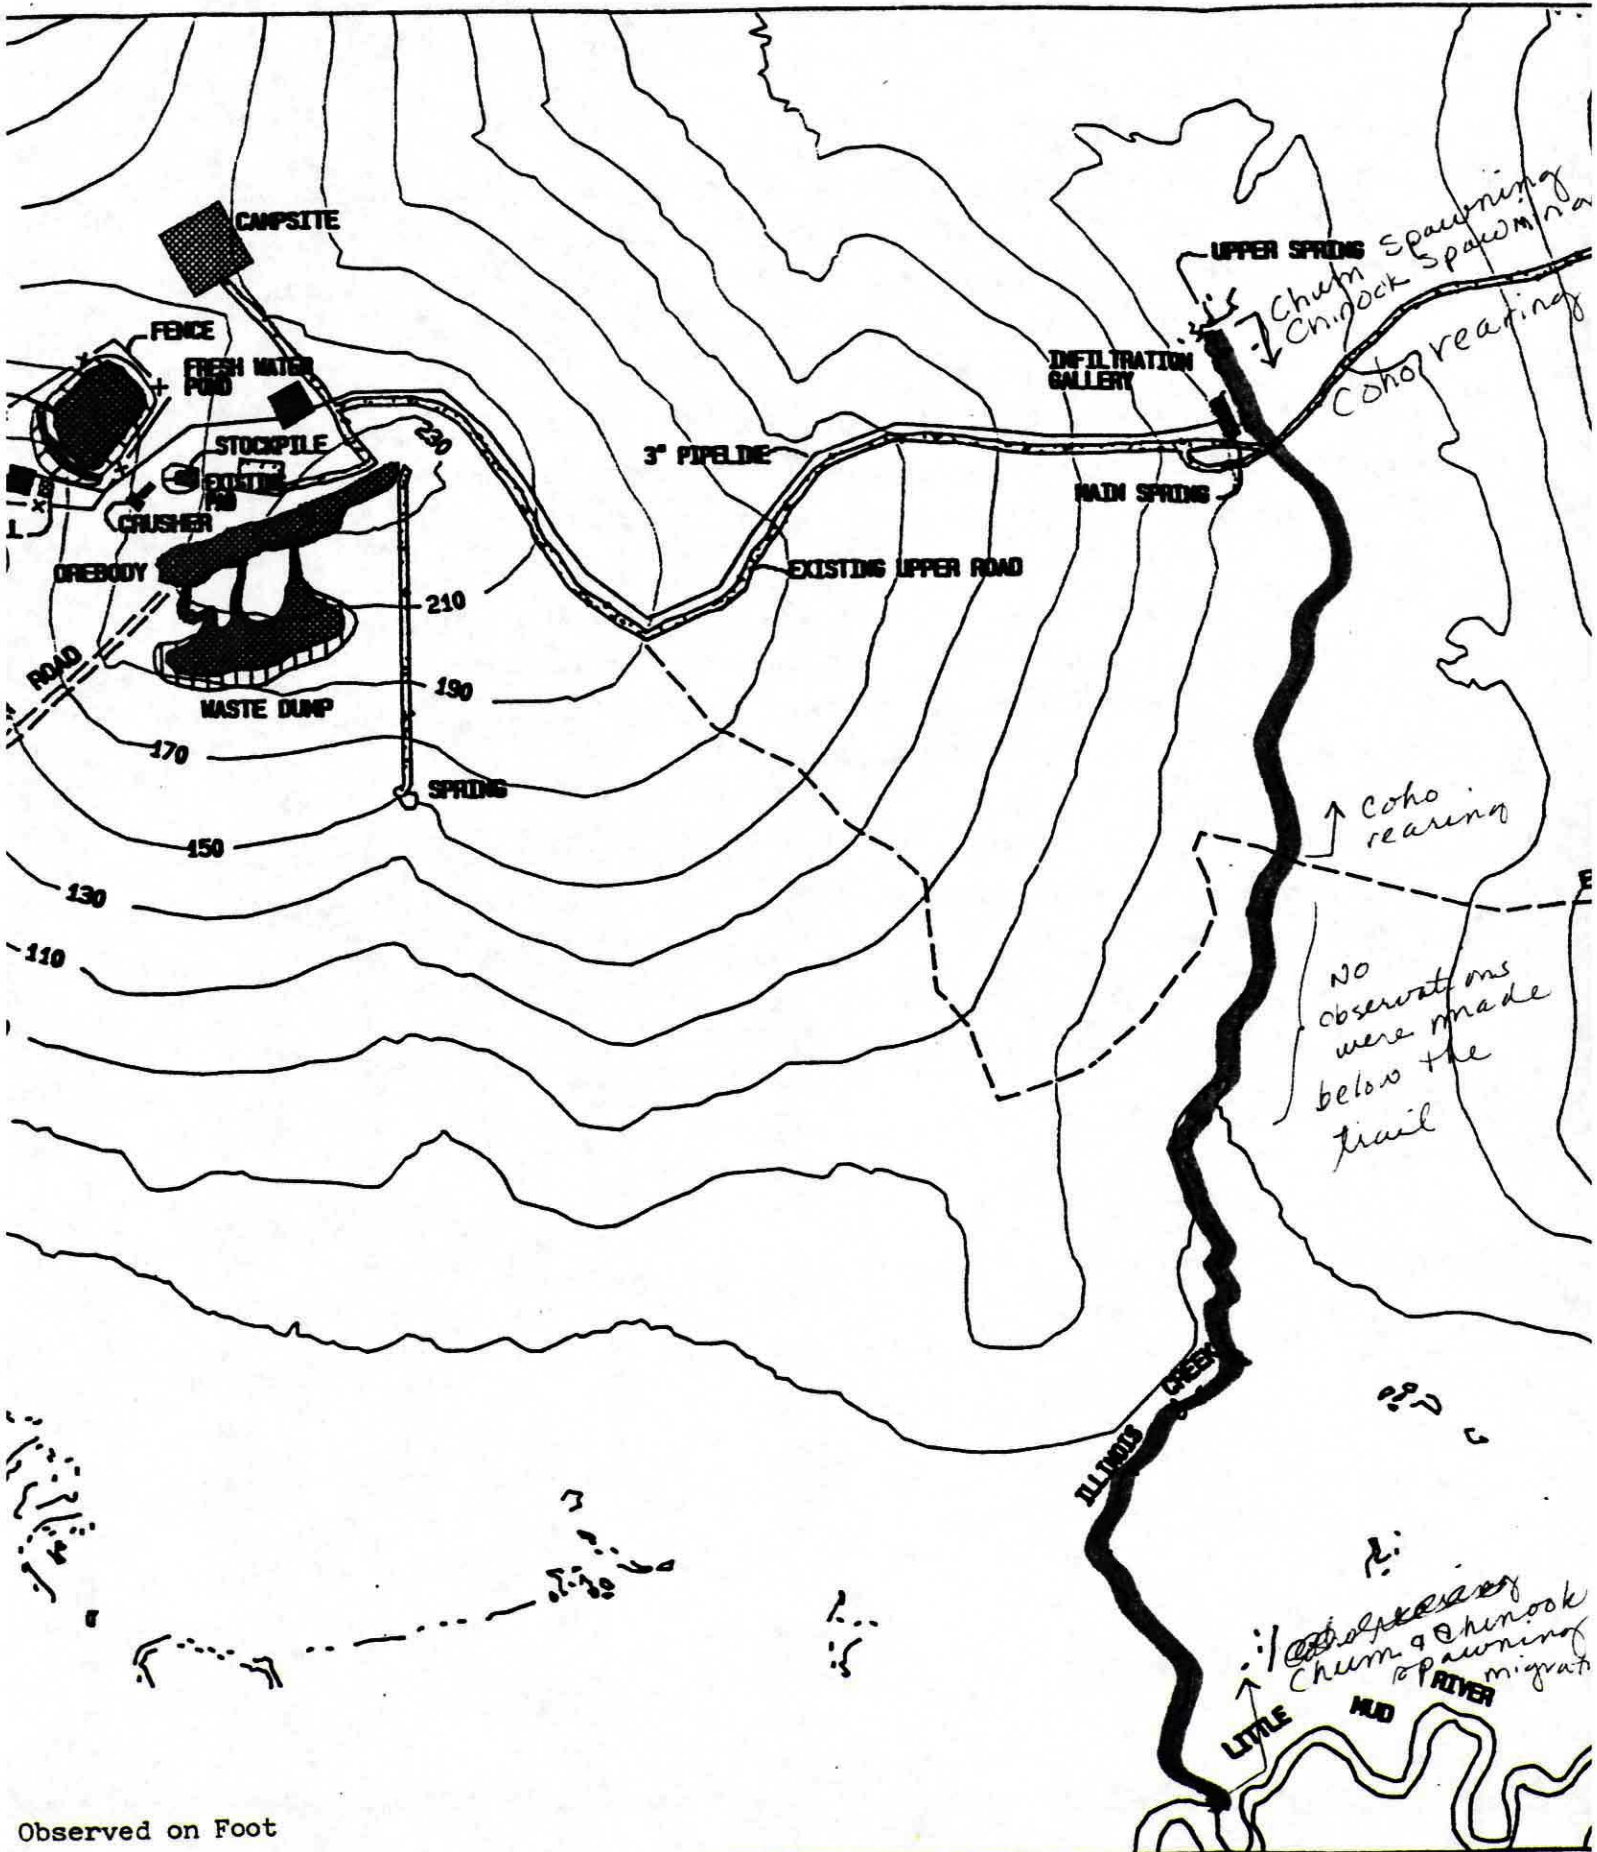 CAMPSITE
UPPER SPRING
Chum Spawning
Chinook Spawning
Coho rearing
FENCE
FRESH WATER
POND
INFILTRATION
GALLERY
230
STOCKPILE
3" PIPELINE
EXISTING
PAD
MAIN SPRING
CRUSHER
OREBODY
EXISTING UPPER ROAD
210
ROAD
190
WASTE DUMP
170
SPRING
Coho
rearing
150
130
110
No
observations
were made
below the
trail
ILLINOIS CREEK
Chum & Chinook
spawning
migrati
LITTLE MUD RIVER
Observed on Foot